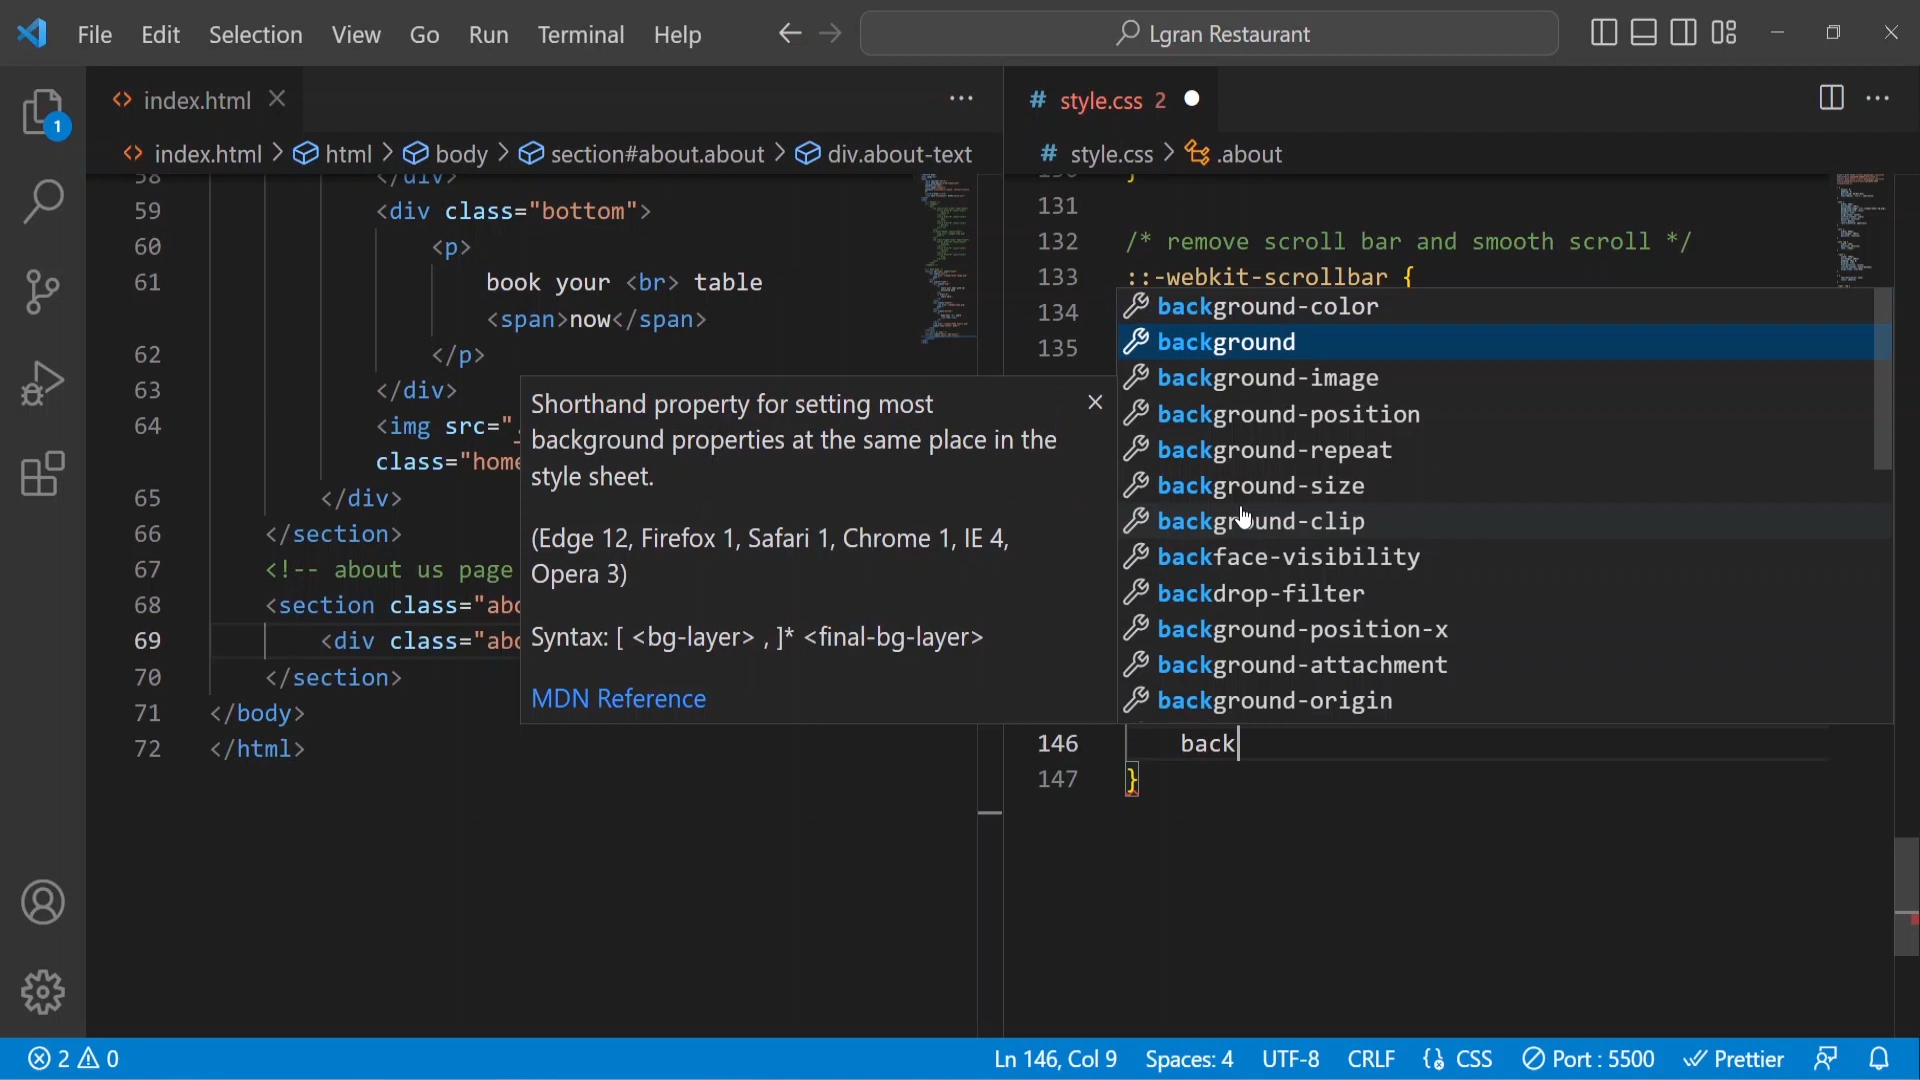 File Edit Selection View Go Run Terminal Help
Lgran Restaurant
index.html
style.css 2
index.html > html > body > section#about.about > div.about-text
style.css > .about
58 </div>
59 <div class="bottom">
60 <p>
61 book your <br> table
<span>now</span>
62 </p>
63 </div>
64 <img src="
class="home
65 </div>
66 </section>
67 <!-- about us page
68 <section class="abo
69 <div class="abo
70 </section>
71 </body>
72 </html>
Shorthand property for setting most
background properties at the same place in the
style sheet.
(Edge 12, Firefox 1, Safari 1, Chrome 1, IE 4,
Opera 3)
Syntax: [ <bg-layer> , ]* <final-bg-layer>
MDN Reference
130 }
131
132 /* remove scroll bar and smooth scroll */
133 ::-webkit-scrollbar {
134
135
background-color
background
background-image
background-position
background-repeat
background-size
background-clip
backface-visibility
backdrop-filter
background-position-x
background-attachment
background-origin
146 back
147 }
1
2 0
Ln 146, Col 9 Spaces: 4 UTF-8 CRLF {} CSS Port : 5500 Prettier